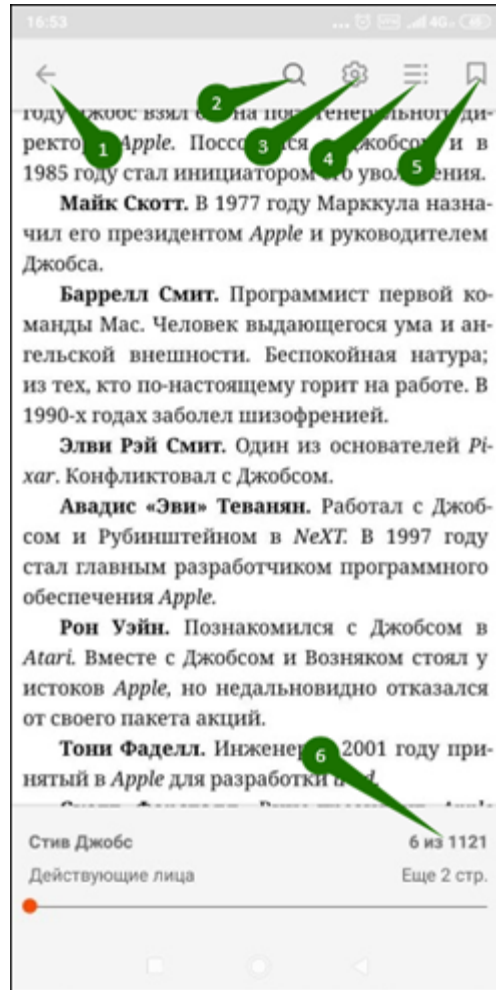 16:53
... 4G+ 65
2
3
4
1
5
году Джобс взял его на пост генерального ди-
ректора Apple. Поссорился с Джобсом и в
1985 году стал инициатором его увольнения.
Майк Скотт. В 1977 году Марккула назна-
чил его президентом Apple и руководителем
Джобса.
Баррелл Смит. Программист первой ко-
манды Mac. Человек выдающегося ума и ан-
гельской внешности. Беспокойная натура;
из тех, кто по-настоящему горит на работе. В
1990-х годах заболел шизофренией.
Элви Рэй Смит. Один из основателей Pi-
xar. Конфликтовал с Джобсом.
Авадис «Эви» Теванян. Работал с Джоб-
сом и Рубинштейном в NeXT. В 1997 году
стал главным разработчиком программного
обеспечения Apple.
Рон Уэйн. Познакомился с Джобсом в
Atari. Вместе с Джобсом и Возняком стоял у
истоков Apple, но недальновидно отказался
от своего пакета акций.
Тони Фаделл. Инженер, 2001 году при-
нятый в Apple для разработки
6
Стив Джобс 6 из 1121
Действующие лица Еще 2 стр.